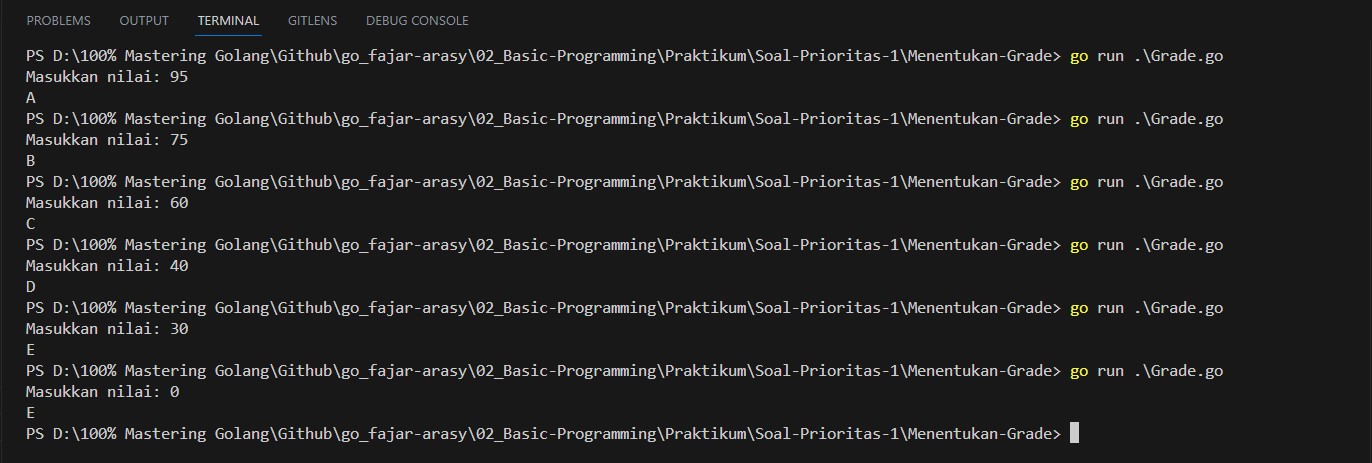 PROBLEMS OUTPUT TERMINAL GITLENS DEBUG CONSOLE
PS D:\100% Mastering Golang\Github\go_fajar-arasy\02_Basic-Programming\Praktikum\Soal-Prioritas-1\Menentukan-Grade> go run .\Grade.go
Masukkan nilai: 95
A
PS D:\100% Mastering Golang\Github\go_fajar-arasy\02_Basic-Programming\Praktikum\Soal-Prioritas-1\Menentukan-Grade> go run .\Grade.go
Masukkan nilai: 75
B
PS D:\100% Mastering Golang\Github\go_fajar-arasy\02_Basic-Programming\Praktikum\Soal-Prioritas-1\Menentukan-Grade> go run .\Grade.go
Masukkan nilai: 60
C
PS D:\100% Mastering Golang\Github\go_fajar-arasy\02_Basic-Programming\Praktikum\Soal-Prioritas-1\Menentukan-Grade> go run .\Grade.go
Masukkan nilai: 40
D
PS D:\100% Mastering Golang\Github\go_fajar-arasy\02_Basic-Programming\Praktikum\Soal-Prioritas-1\Menentukan-Grade> go run .\Grade.go
Masukkan nilai: 30
E
PS D:\100% Mastering Golang\Github\go_fajar-arasy\02_Basic-Programming\Praktikum\Soal-Prioritas-1\Menentukan-Grade> go run .\Grade.go
Masukkan nilai: 0
E
PS D:\100% Mastering Golang\Github\go_fajar-arasy\02_Basic-Programming\Praktikum\Soal-Prioritas-1\Menentukan-Grade>